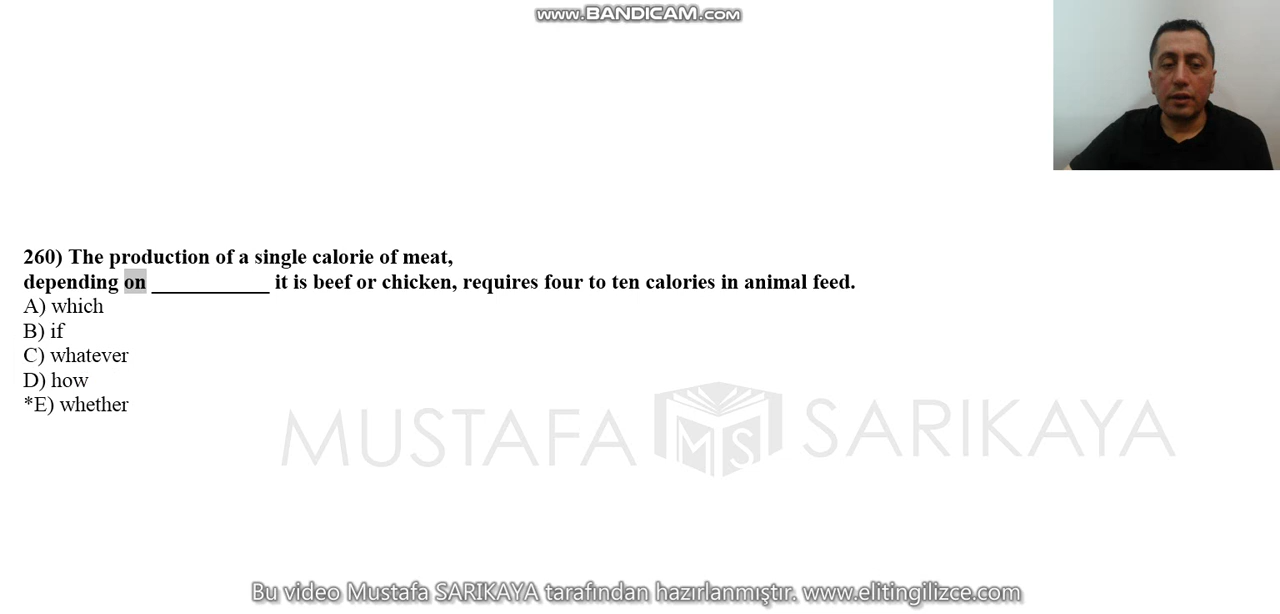 www.BANDICAM.com
260) The production of a single calorie of meat,
depending on ___________ it is beef or chicken, requires four to ten calories in animal feed.
A) which
B) if
C) whatever
D) how
*E) whether
MUSTAFA MS SARIKAYA
Bu video Mustafa SARIKAYA tarafından hazırlanmıştır. www.elitingilizce.com